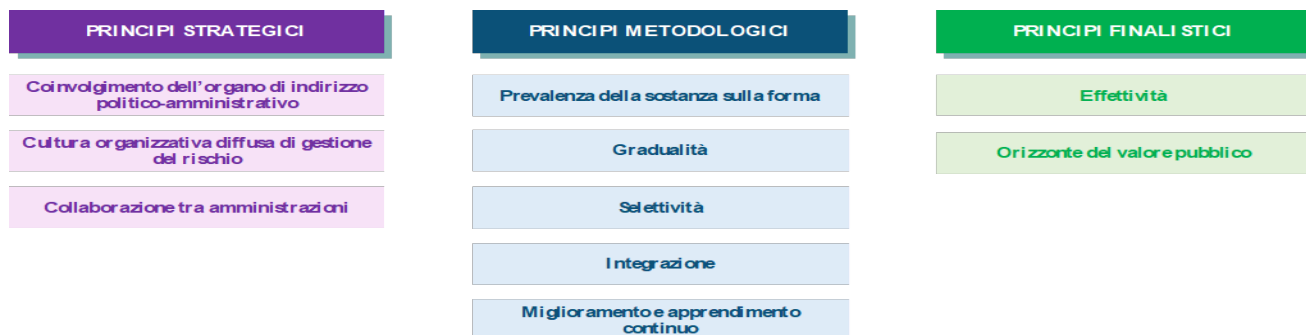 PRINCIPI STRATEGICI
Coinvolgimento dell'organo di indirizzo
politico-amministrativo
Cultura organizzativa diffusa di gestione
del rischio
Collaborazione tra amministrazioni
PRINCIPI METODOLOGICI
Prevalenza della sostanza sulla forma
Gradualità
Selettività
Integrazione
Miglioramento e apprendimento
continuo
PRINCIPI FINALISTICI
Effettività
Orizzonte del valore pubblico